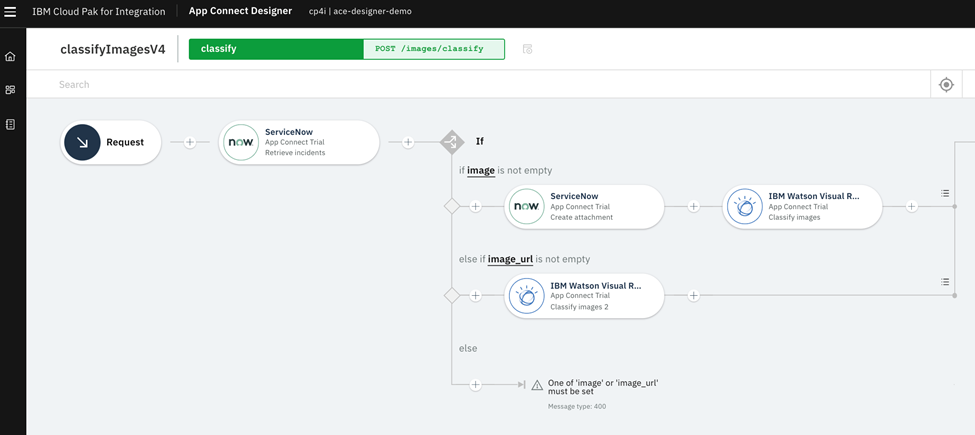 IBM Cloud Pak for Integration
App Connect Designer
cp4i | ace-designer-demo
classifyImagesV4
classify
POST /images/classify
Search
Request
now
ServiceNow
App Connect Trial
Retrieve incidents
If
if image is not empty
now
ServiceNow
App Connect Trial
Create attachment
IBM Watson Visual R...
App Connect Trial
Classify images
else if image_url is not empty
IBM Watson Visual R...
App Connect Trial
Classify images 2
else
One of 'image' or 'image_url'
must be set
Message type: 400